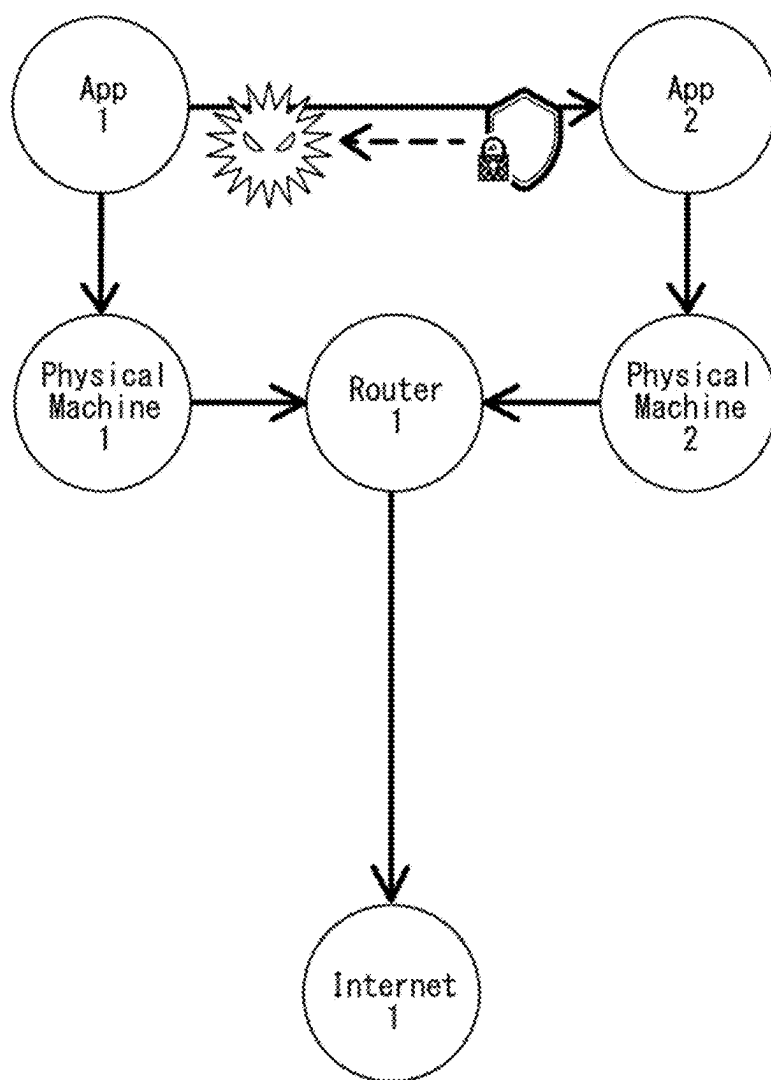 App
1
App
2
Physical
Machine
1
Router
1
Physical
Machine
2
Internet
1